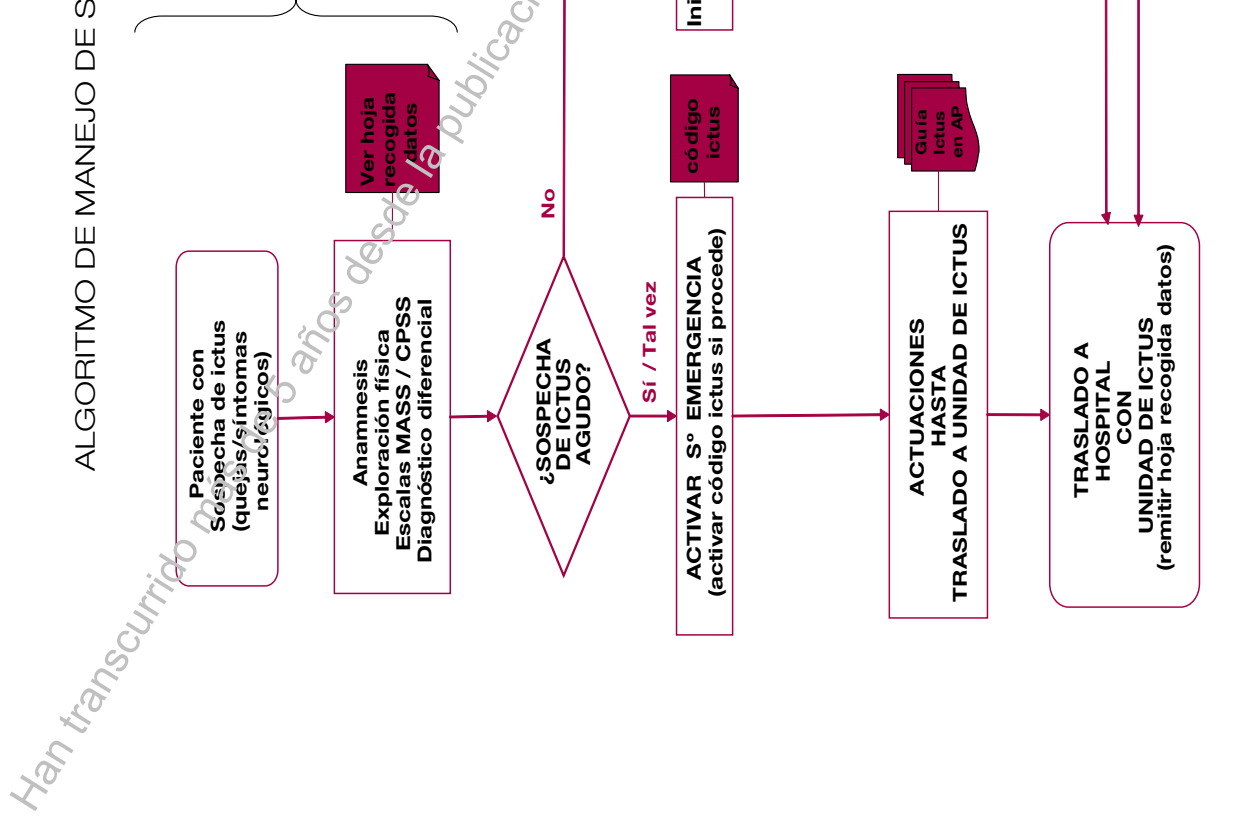 ALGORITMO DE MANEJO DE S
Paciente con
Sospecha de ictus
(quejas/síntomas
neurológicos)
Ver hoja
recogida
datos
Anamnesis
Exploración física
Escalas MASS / CPSS
Diagnóstico diferencial
¿SOSPECHA
DE ICTUS
AGUDO?
No
Sí / Tal vez
Ini
código
ictus
ACTIVAR Sº EMERGENCIA
(activar código ictus si procede)
Guía
Ictus
en AP
ACTUACIONES
HASTA
TRASLADO A UNIDAD DE ICTUS
TRASLADO A
HOSPITAL
CON
UNIDAD DE ICTUS
(remitir hoja recogida datos)
Han transcurrido más de 5 años desde la publicaci